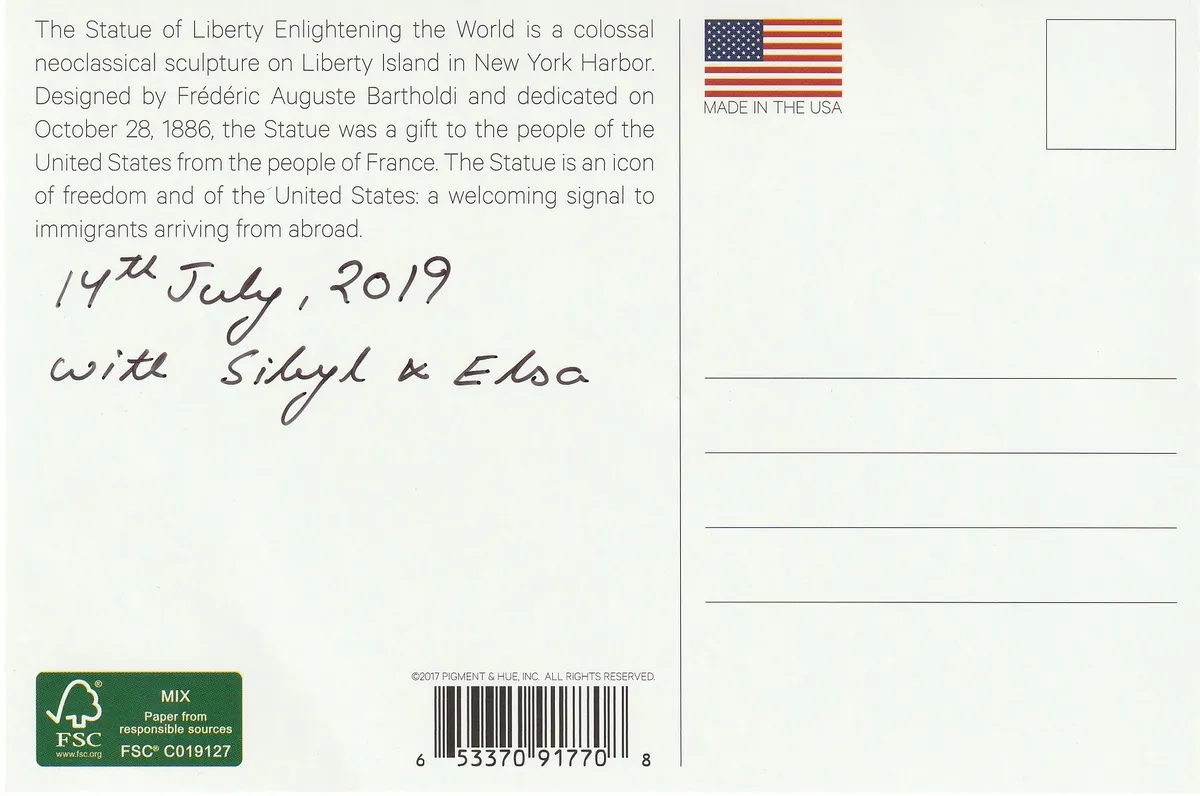 The Statue of Liberty Enlightening the World is a colossal
neoclassical sculpture on Liberty Island in New York Harbor.
Designed by Frédéric Auguste Bartholdi and dedicated on
October 28, 1886, the Statue was a gift to the people of the
United States from the people of France. The Statue is an icon
of freedom and of the United States: a welcoming signal to
immigrants arriving from abroad.
14th July, 2019
with Sibyl & Elsa
MADE IN THE USA
FSC®
www.fsc.org
MIX
Paper from
responsible sources
FSC® C019127
©2017 PIGMENT & HUE, INC. ALL RIGHTS RESERVED.
6 53370 91770 8